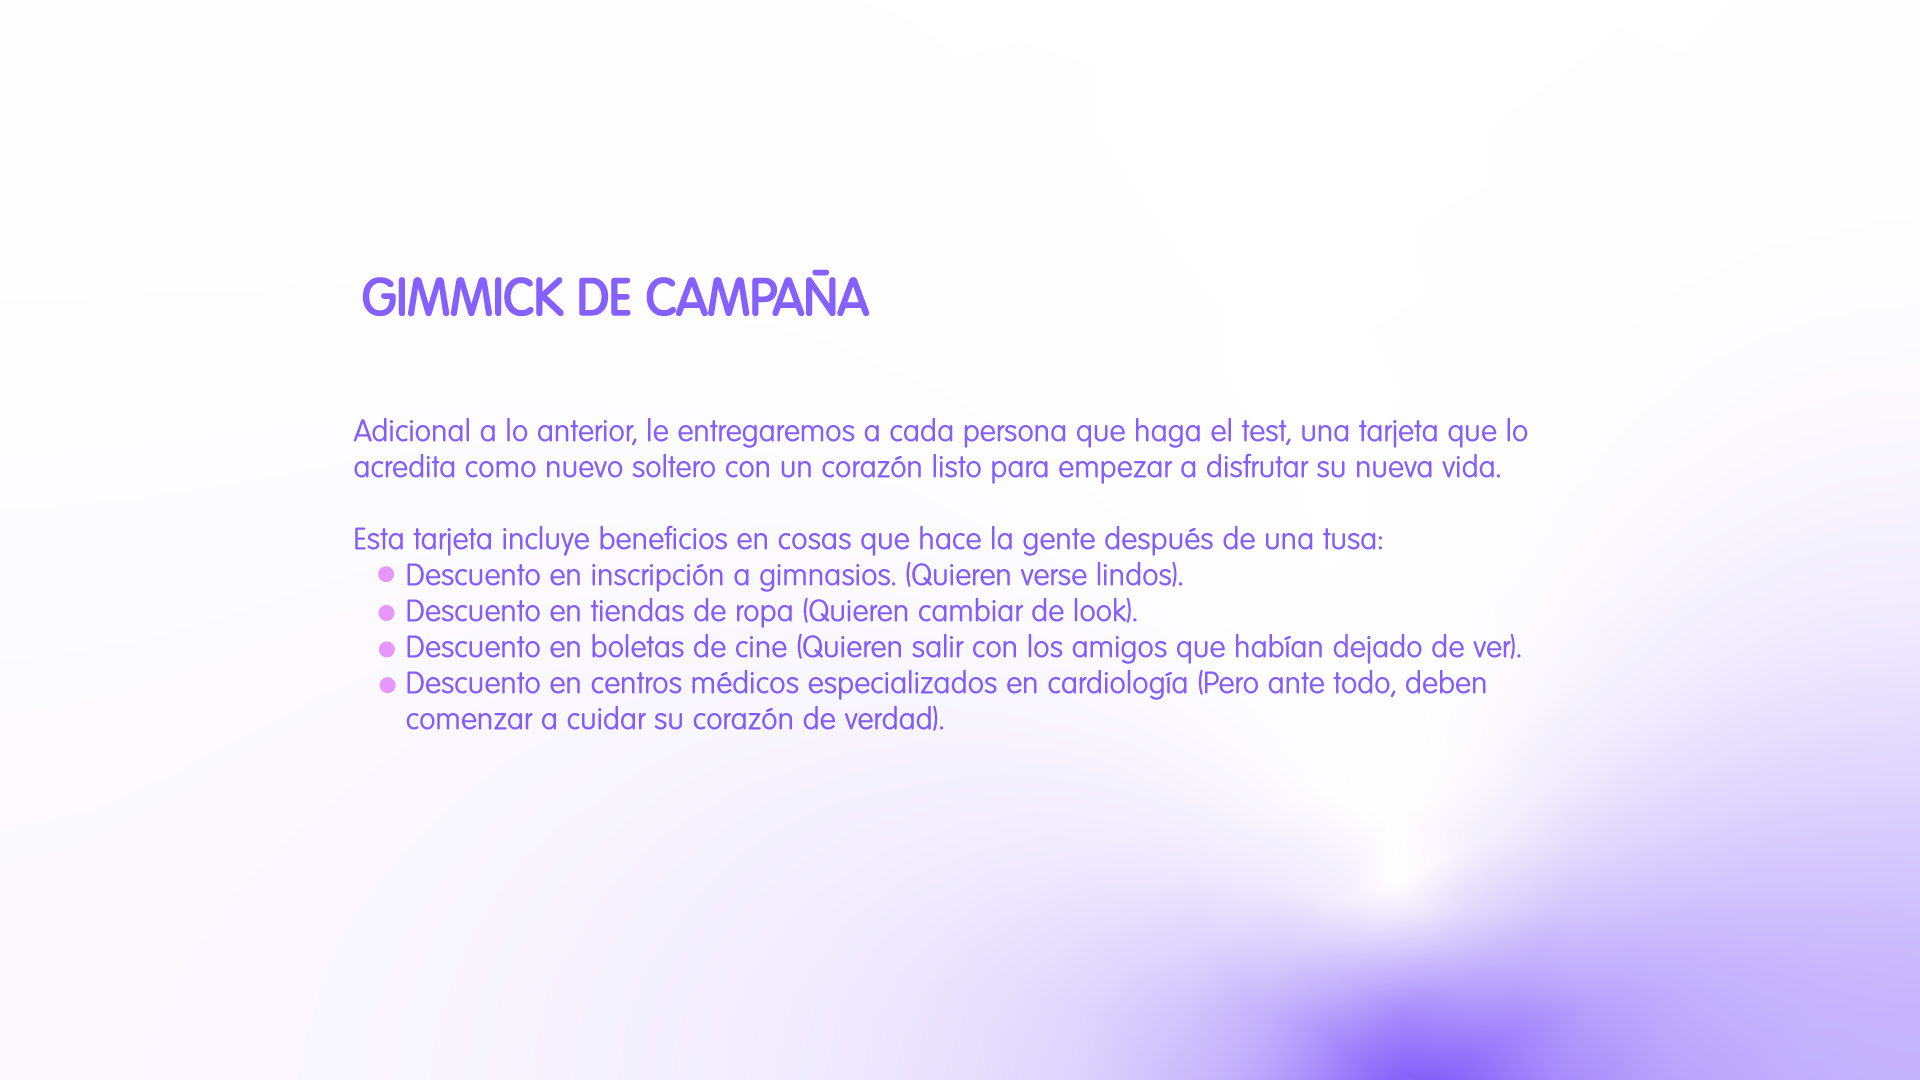 GIMMICK DE CAMPAÑA
Adicional a lo anterior, le entregaremos a cada persona que haga el test, una tarjeta que lo
acredita como nuevo soltero con un corazón listo para empezar a disfrutar su nueva vida.
Esta tarjeta incluye beneficios en cosas que hace la gente después de una tusa:
● Descuento en inscripción a gimnasios. (Quieren verse lindos).
● Descuento en tiendas de ropa (Quieren cambiar de look).
● Descuento en boletas de cine (Quieren salir con los amigos que habían dejado de ver).
● Descuento en centros médicos especializados en cardiología (Pero ante todo, deben
comenzar a cuidar su corazón de verdad).